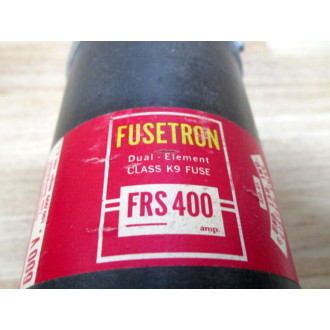 FUSETRON
Dual-Element
CLASS K9 FUSE
FRS 400
amp.